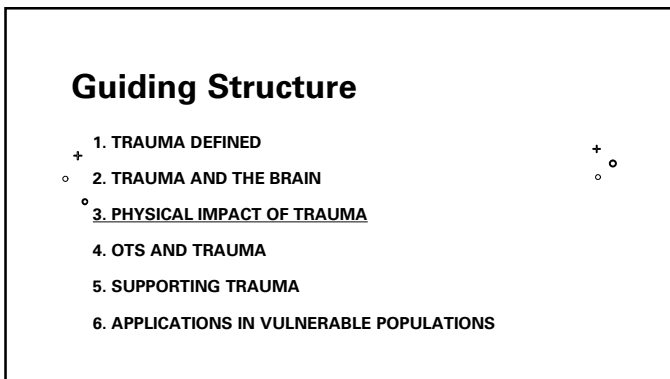 Guiding Structure
1. TRAUMA DEFINED
2. TRAUMA AND THE BRAIN
3. PHYSICAL IMPACT OF TRAUMA
4. OTS AND TRAUMA
5. SUPPORTING TRAUMA
6. APPLICATIONS IN VULNERABLE POPULATIONS